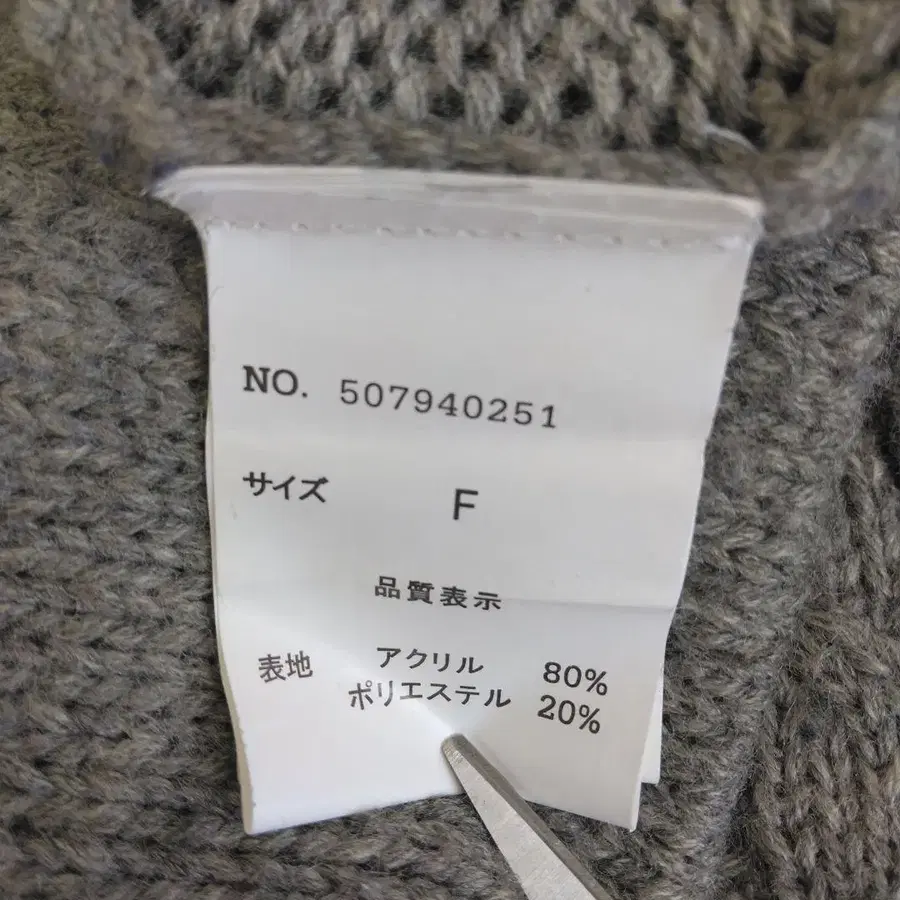 NO. 507940251
サイズ F
品質表示
表地 アクリル 80%
ポリエステル 20%